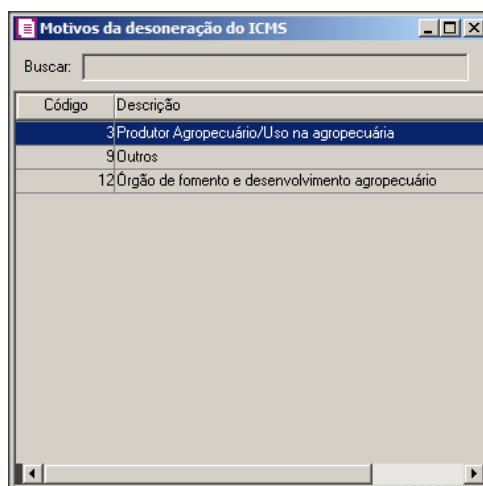 Motivos da desoneração do ICMS
Buscar:
Código Descrição
3 Produtor Agropecuário/Uso na agropecuária
9 Outros
12 Órgão de fomento e desenvolvimento agropecuário